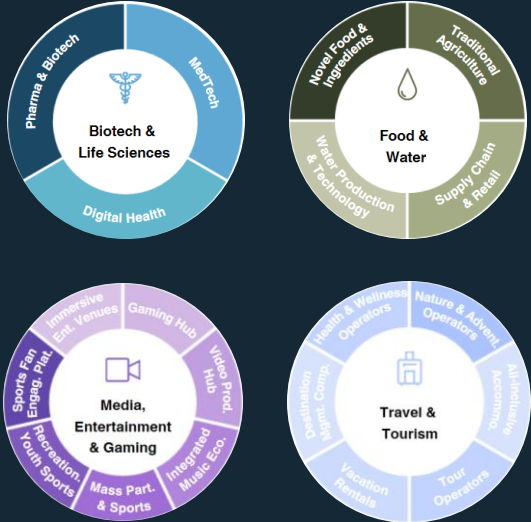 Pharma & Biotech
MedTech
Digital Health
Biotech &
Life Sciences
Novel Food &
Ingredients
Traditional
Agriculture
Supply Chain
& Retail
Water Production
& Technology
Food &
Water
Immersive
Ent. Venues
Gaming Hub
Video Prod.
Hub
Integrated
Music Eco.
Mass Part.
& Sports
Recreation.
Youth Sports
Sports Fan
Engag. Plat.
Media,
Entertainment
& Gaming
Health & Wellness
Operators
Nature & Advent.
Operators
All-inclusive
Accommo.
Tour
Operators
Vacation
Rentals
Destination
Mgmt. Comp.
Travel &
Tourism